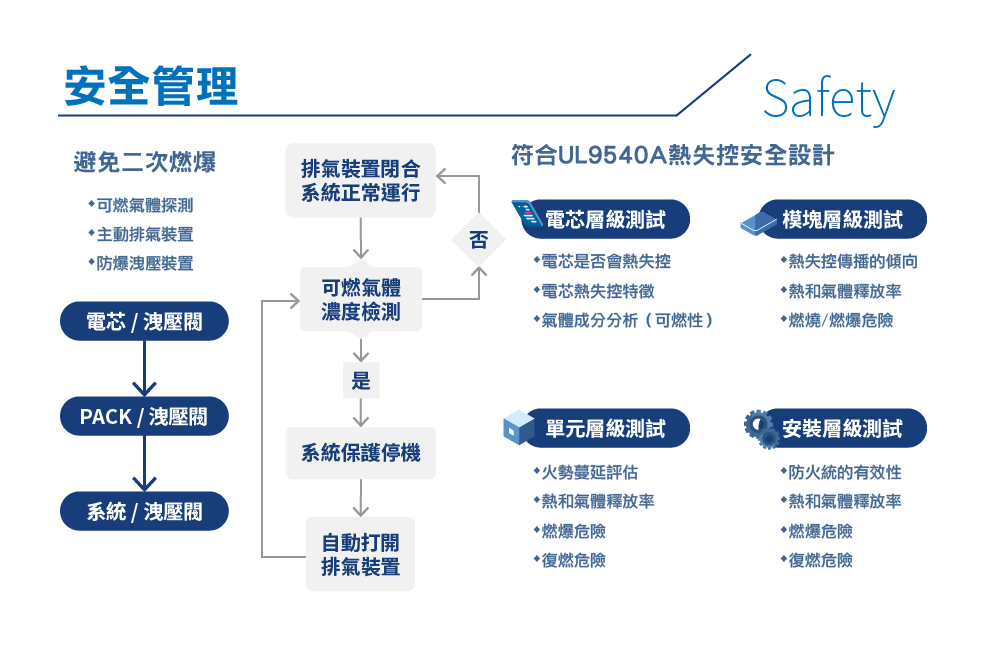 安全管理
Safety
避免二次燃爆
可燃氣體探測
主動排氣裝置
防爆洩壓裝置
電芯 / 洩壓閥
PACK / 洩壓閥
系統 / 洩壓閥
排氣裝置閉合
系統正常運行
否
可燃氣體
濃度檢測
是
系統保護停機
自動打開
排氣裝置
符合UL9540A熱失控安全設計
電芯層級測試
電芯是否會熱失控
電芯熱失控特徵
氣體成分分析（可燃性）
模塊層級測試
熱失控傳播的傾向
熱和氣體釋放率
燃燒/燃爆危險
單元層級測試
火勢蔓延評估
熱和氣體釋放率
燃爆危險
復燃危險
安裝層級測試
防火統的有效性
熱和氣體釋放率
燃爆危險
復燃危險